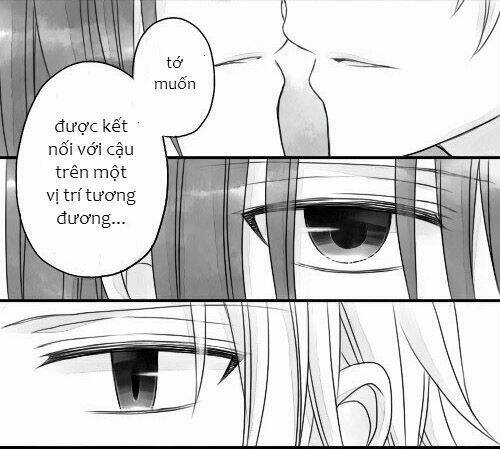 tớ
muốn
được kết
nối với cậu
trên một
vị trí tương
đương...